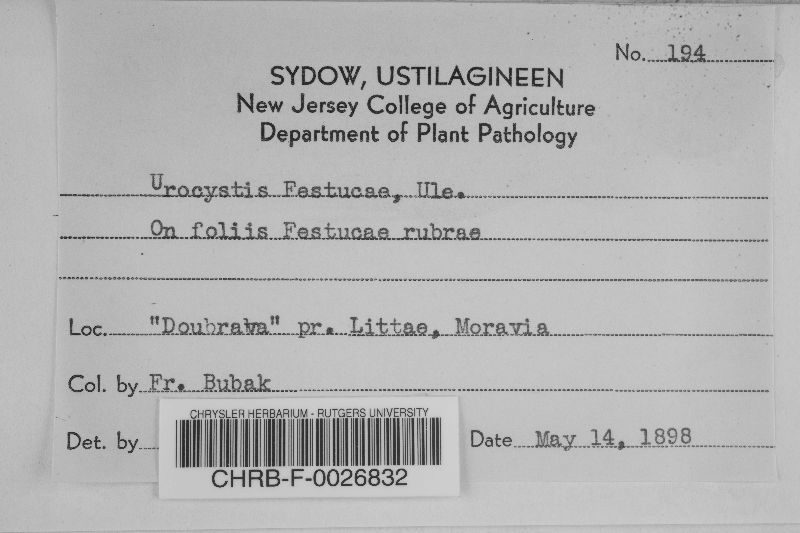 No. 194
SYDOW, USTILAGINEEN
New Jersey College of Agriculture
Department of Plant Pathology
Urocystis Festucae, Ule.
On foliis Festucae rubrae
Loc. "Doubrawa" pr. Littae, Moravia
Col. by Fr. Bubak
Det. by
Date May 14, 1898
CHRYSLER HERBARIUM - RUTGERS UNIVERSITY
CHRB-F-0026832